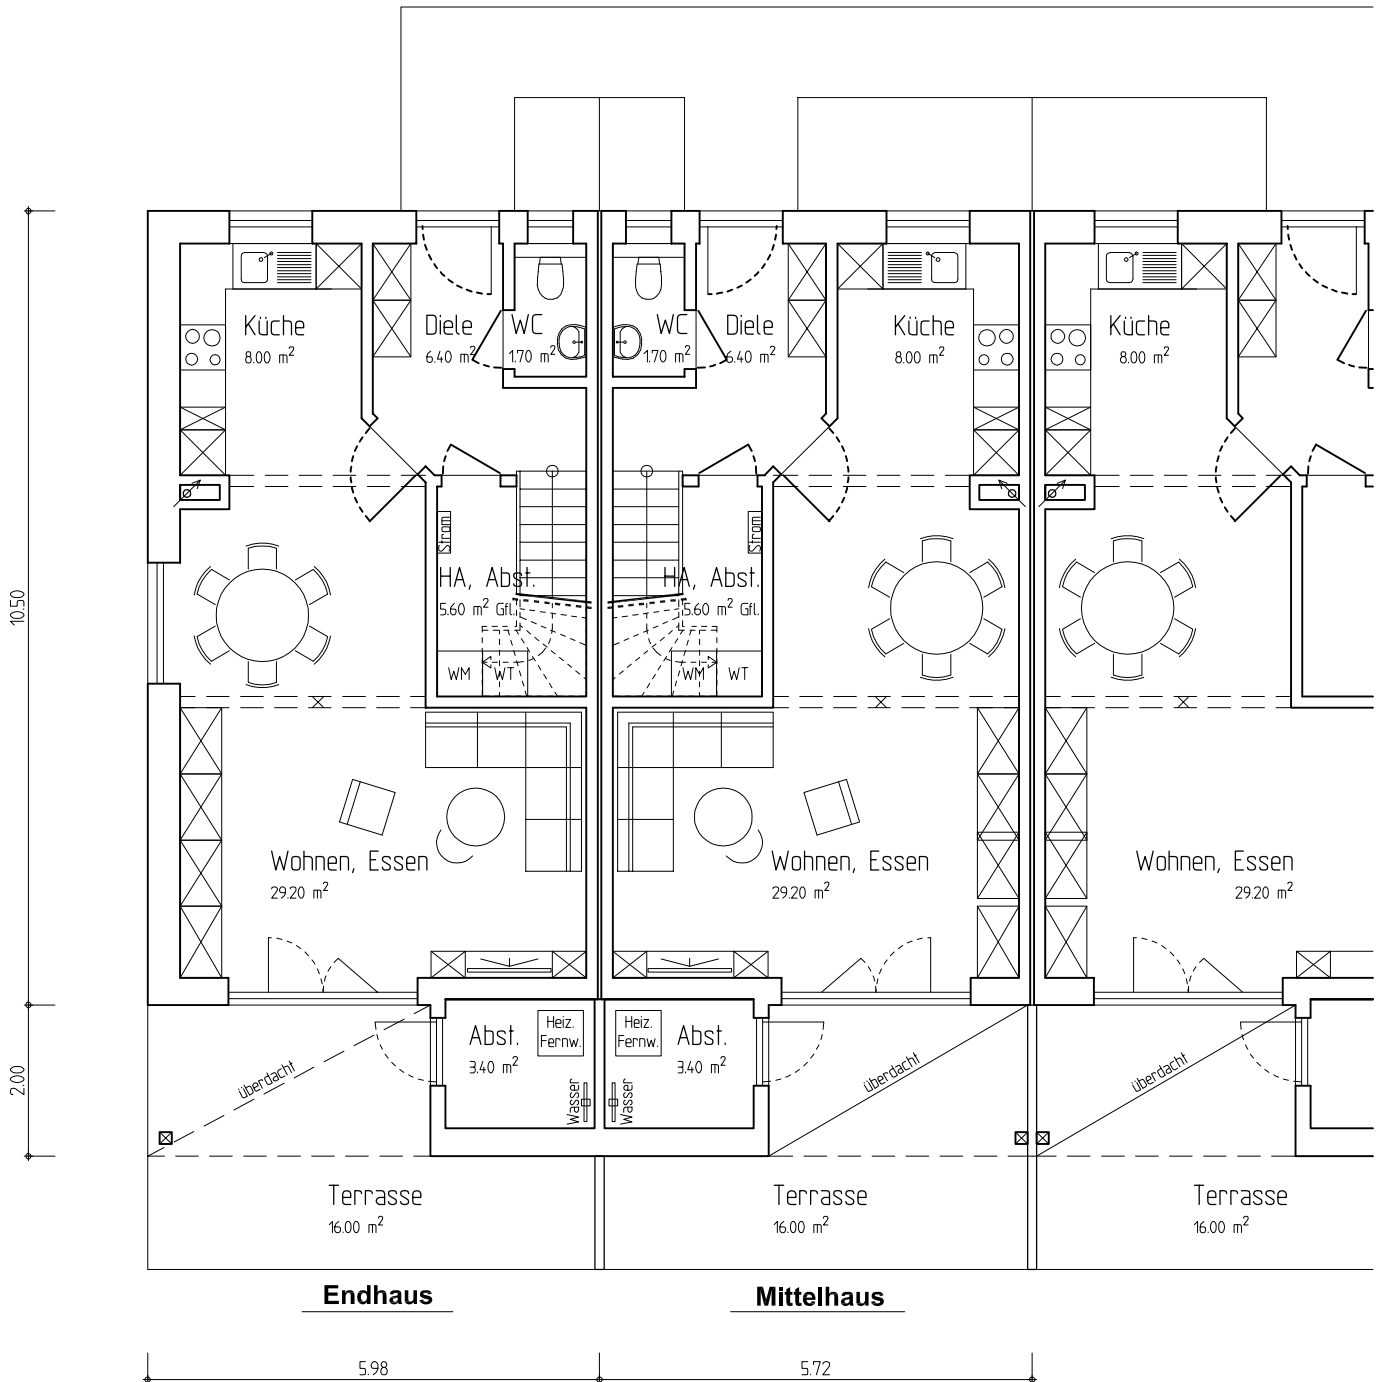 Küche
8.00 m²
Diele
6.40 m²
WC
1.70 m²
WC
1.70 m²
Diele
6.40 m²
Küche
8.00 m²
Küche
8.00 m²
Strom
HA, Abst.
5.60 m² Gfl.
WM
WT
Strom
HA, Abst.
5.60 m² Gfl.
WM
WT
10.50
Wohnen, Essen
29.20 m²
Wohnen, Essen
29.20 m²
Wohnen, Essen
29.20 m²
2.00
überdacht
Abst.
3.40 m²
Heiz.
Fernw.
Wasser
Heiz.
Fernw.
Wasser
Abst.
3.40 m²
überdacht
überdacht
Terrasse
16.00 m²
Terrasse
16.00 m²
Terrasse
16.00 m²
Endhaus
Mittelhaus
5.98
5.72